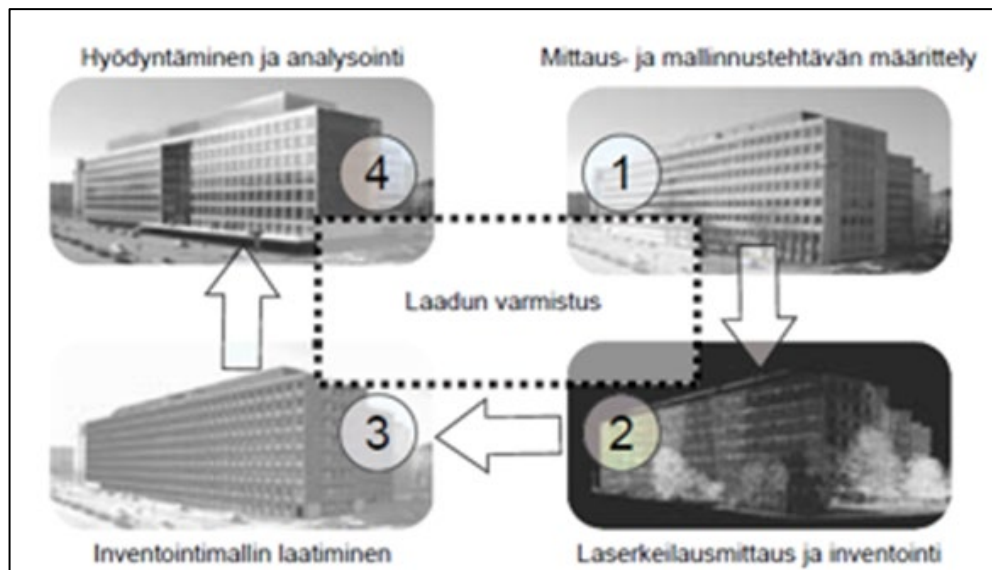 Hyödyntäminen ja analysointi
Mittaus- ja mallinnustehtävän määrittely
4
1
Laadun varmistus
3
2
Inventointimallin laatiminen
Laserkeilausmittaus ja inventointi